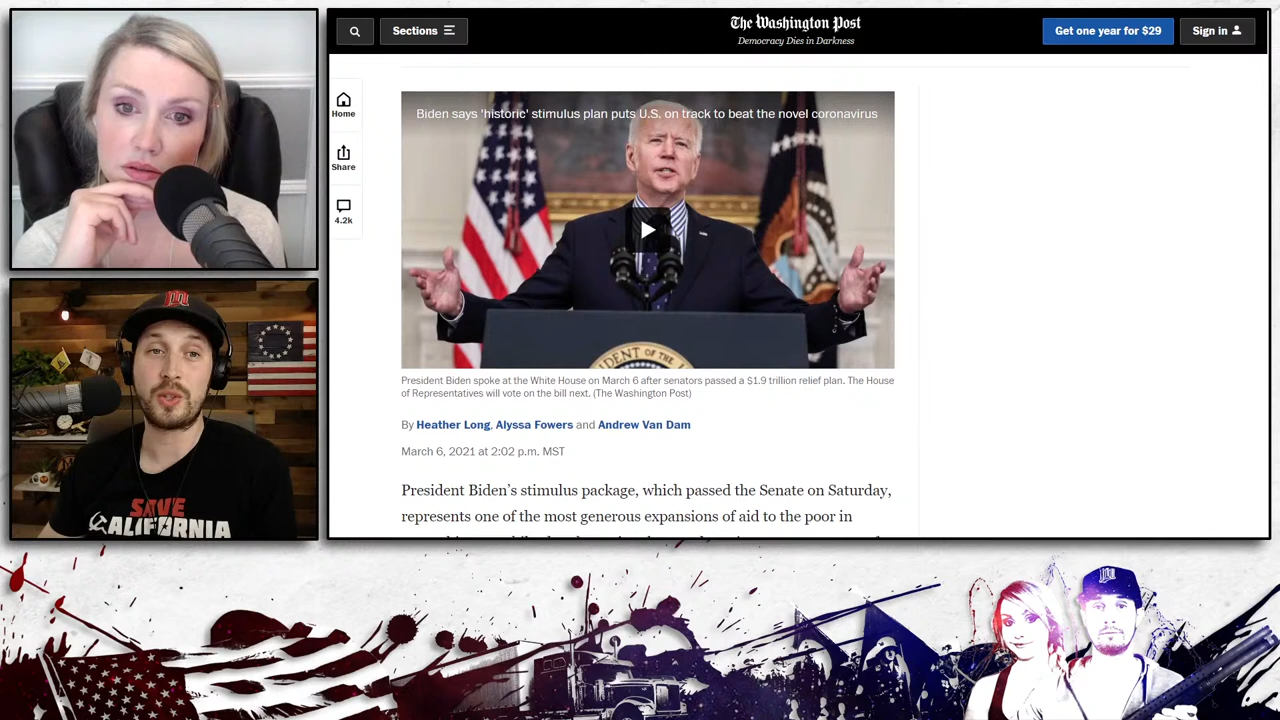 Sections
The Washington Post
Democracy Dies in Darkness
Get one year for $29
Sign in
Home
Share
4.2k
Biden says 'historic' stimulus plan puts U.S. on track to beat the novel coronavirus
President Biden spoke at the White House on March 6 after senators passed a $1.9 trillion relief plan. The House
of Representatives will vote on the bill next. (The Washington Post)
By Heather Long, Alyssa Fowers and Andrew Van Dam
March 6, 2021 at 2:02 p.m. MST
President Biden’s stimulus package, which passed the Senate on Saturday,
represents one of the most generous expansions of aid to the poor in
SAVE
CALIFORNIA